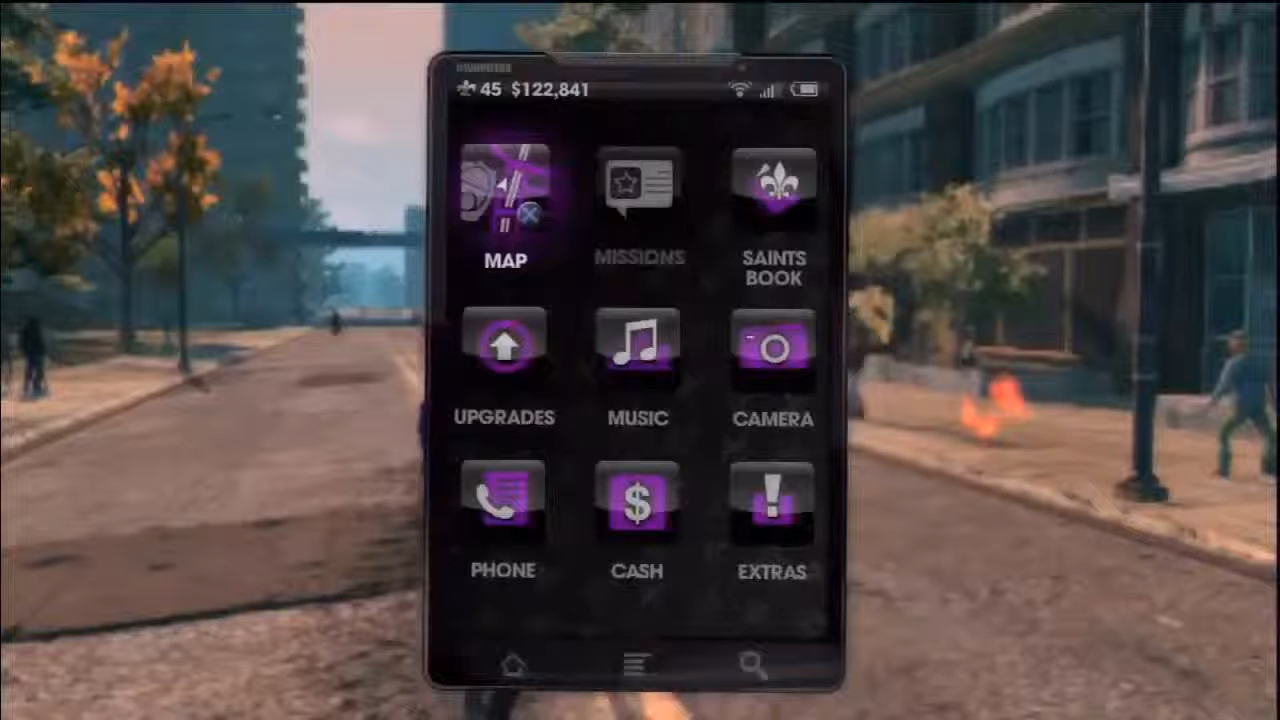 45 $122,841
MAP
MISSIONS
SAINTS
BOOK
UPGRADES
MUSIC
CAMERA
PHONE
$
CASH
!
EXTRAS